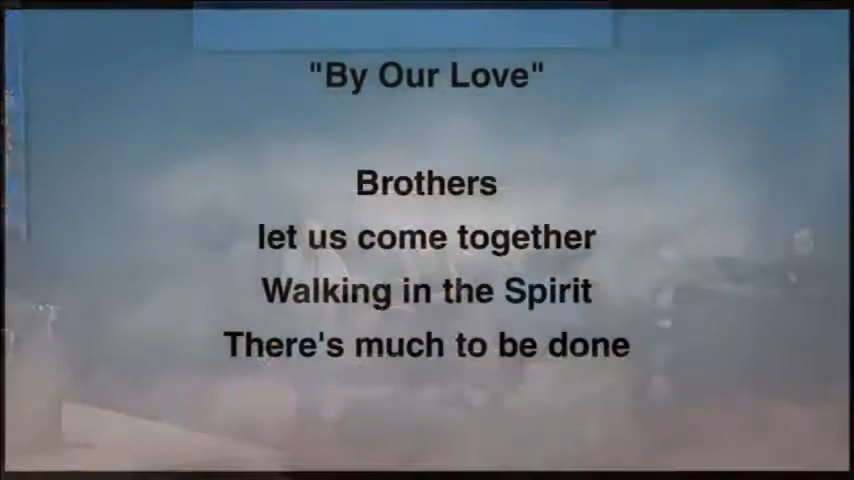 "By Our Love"
Brothers
let us come together
Walking in the Spirit
There's much to be done